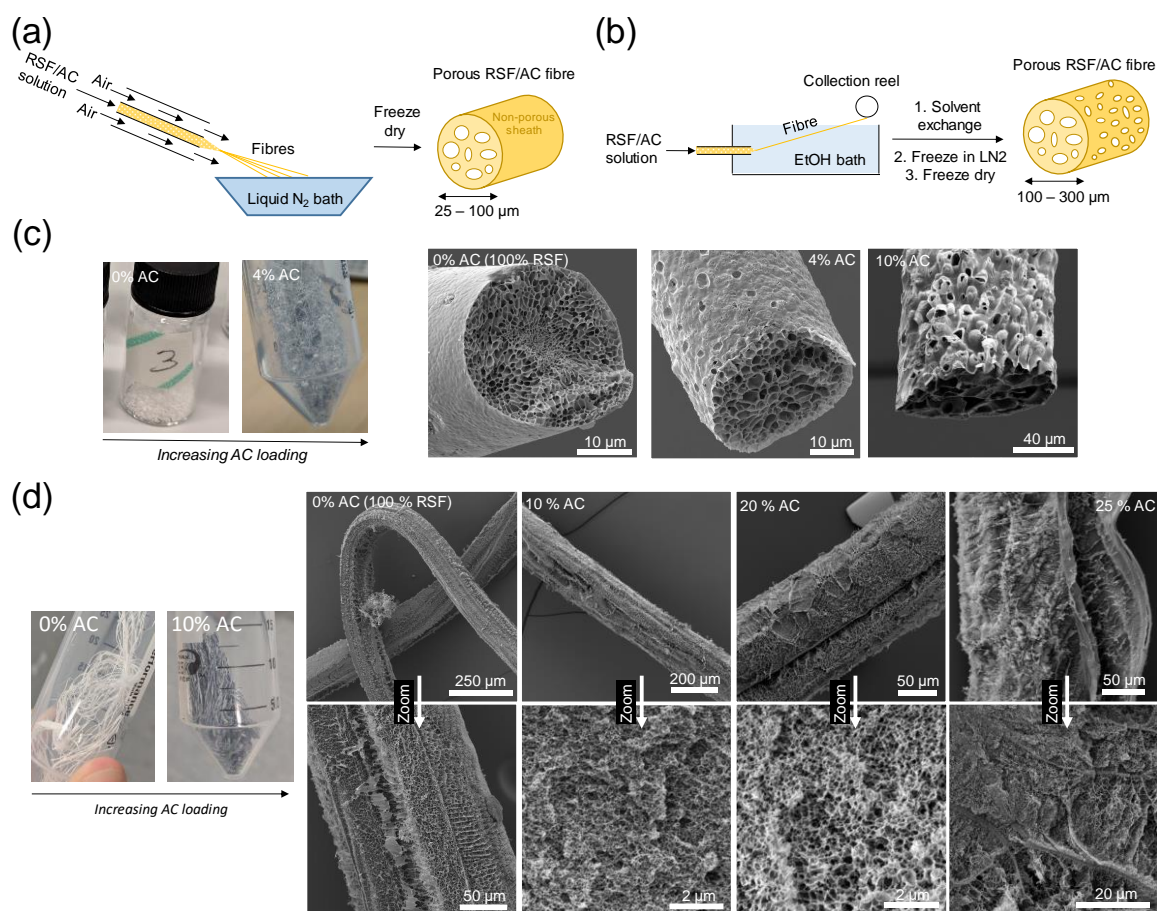 (a)
RSF/AC
solution
Air
Air
Fibres
Liquid N2 bath
Freeze
dry
Porous RSF/AC fibre
Non-porous
sheath
25 – 100 µm
(b)
RSF/AC
solution
Fibre
EtOH bath
Collection reel
1. Solvent
exchange
2. Freeze in LN2
3. Freeze dry
Porous RSF/AC fibre
100 – 300 µm
(c)
0% AC
3
4% AC
Increasing AC loading
0% AC (100% RSF)
10 µm
4% AC
10 µm
10% AC
40 µm
(d)
0% AC
10% AC
15
10
5
Increasing AC loading
0% AC (100 % RSF)
250 µm
10 % AC
200 µm
20 % AC
50 µm
25 % AC
50 µm
Zoom
Zoom
Zoom
Zoom
50 µm
2 µm
2 µm
20 µm